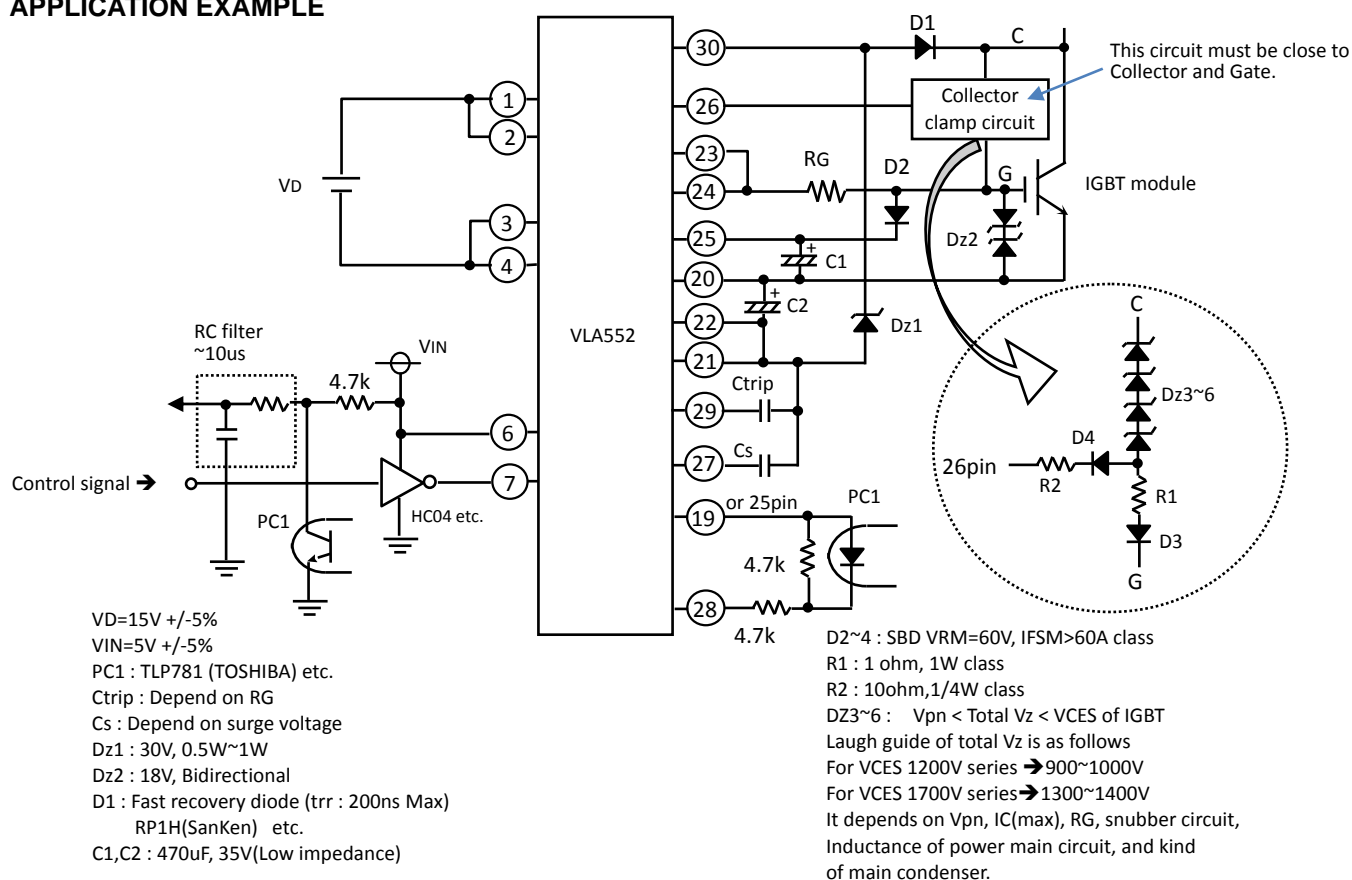 APPLICATION EXAMPLE
30
D1
C
This circuit must be close to
Collector and Gate.
1
26
Collector
clamp circuit
2
23
RG
D2
G
IGBT module
VD
24
3
25
+
C1
Dz2
4
20
+
C2
C
22
Dz1
RC filter
~10us
VIN
VLA552
21
4.7k
Ctrip
Dz3~6
29
6
D4
Cs
27
26pin
R2
R1
Control signal ➔
7
HC04 etc.
PC1
19
or 25pin
PC1
D3
4.7k
G
28
4.7k
VD=15V +/-5%
VIN=5V +/-5%
PC1 : TLP781 (TOSHIBA) etc.
Ctrip : Depend on RG
Cs : Depend on surge voltage
Dz1 : 30V, 0.5W~1W
Dz2 : 18V, Bidirectional
D1 : Fast recovery diode (trr : 200ns Max)
RP1H(SanKen) etc.
C1,C2 : 470uF, 35V(Low impedance)
D2~4 : SBD VRM=60V, IFSM>60A class
R1 : 1 ohm, 1W class
R2 : 10ohm,1/4W class
DZ3~6 : Vpn < Total Vz < VCES of IGBT
Laugh guide of total Vz is as follows
For VCES 1200V series ➔900~1000V
For VCES 1700V series➔1300~1400V
It depends on Vpn, IC(max), RG, snubber circuit,
Inductance of power main circuit, and kind
of main condenser.